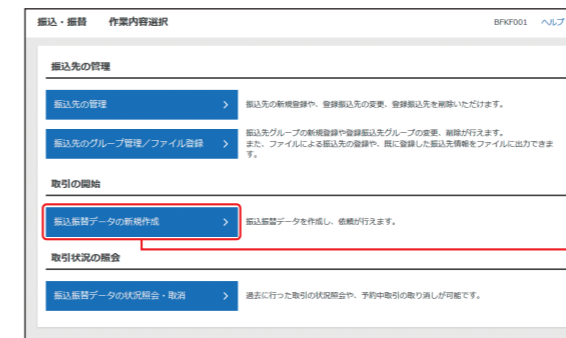 振込・振替 作業内容選択 BFKF001 ヘルプ
振込先の管理
振込先の管理
振込先の新規登録や、登録振込先の変更、登録振込先を削除いただけます。
振込先のグループ管理／ファイル登録
振込先グループの新規登録や登録振込先グループの変更、削除が行えます。
また、ファイルによる振込先の登録や、既に登録した振込先情報をファイルに出力できま
す。
取引の開始
振込振替データの新規作成
振込振替データを作成し、依頼が行えます。
取引状況の照会
振込振替データの状況照会・取消
過去に行った取引の状況照会や、予約中取引の取り消しが可能です。